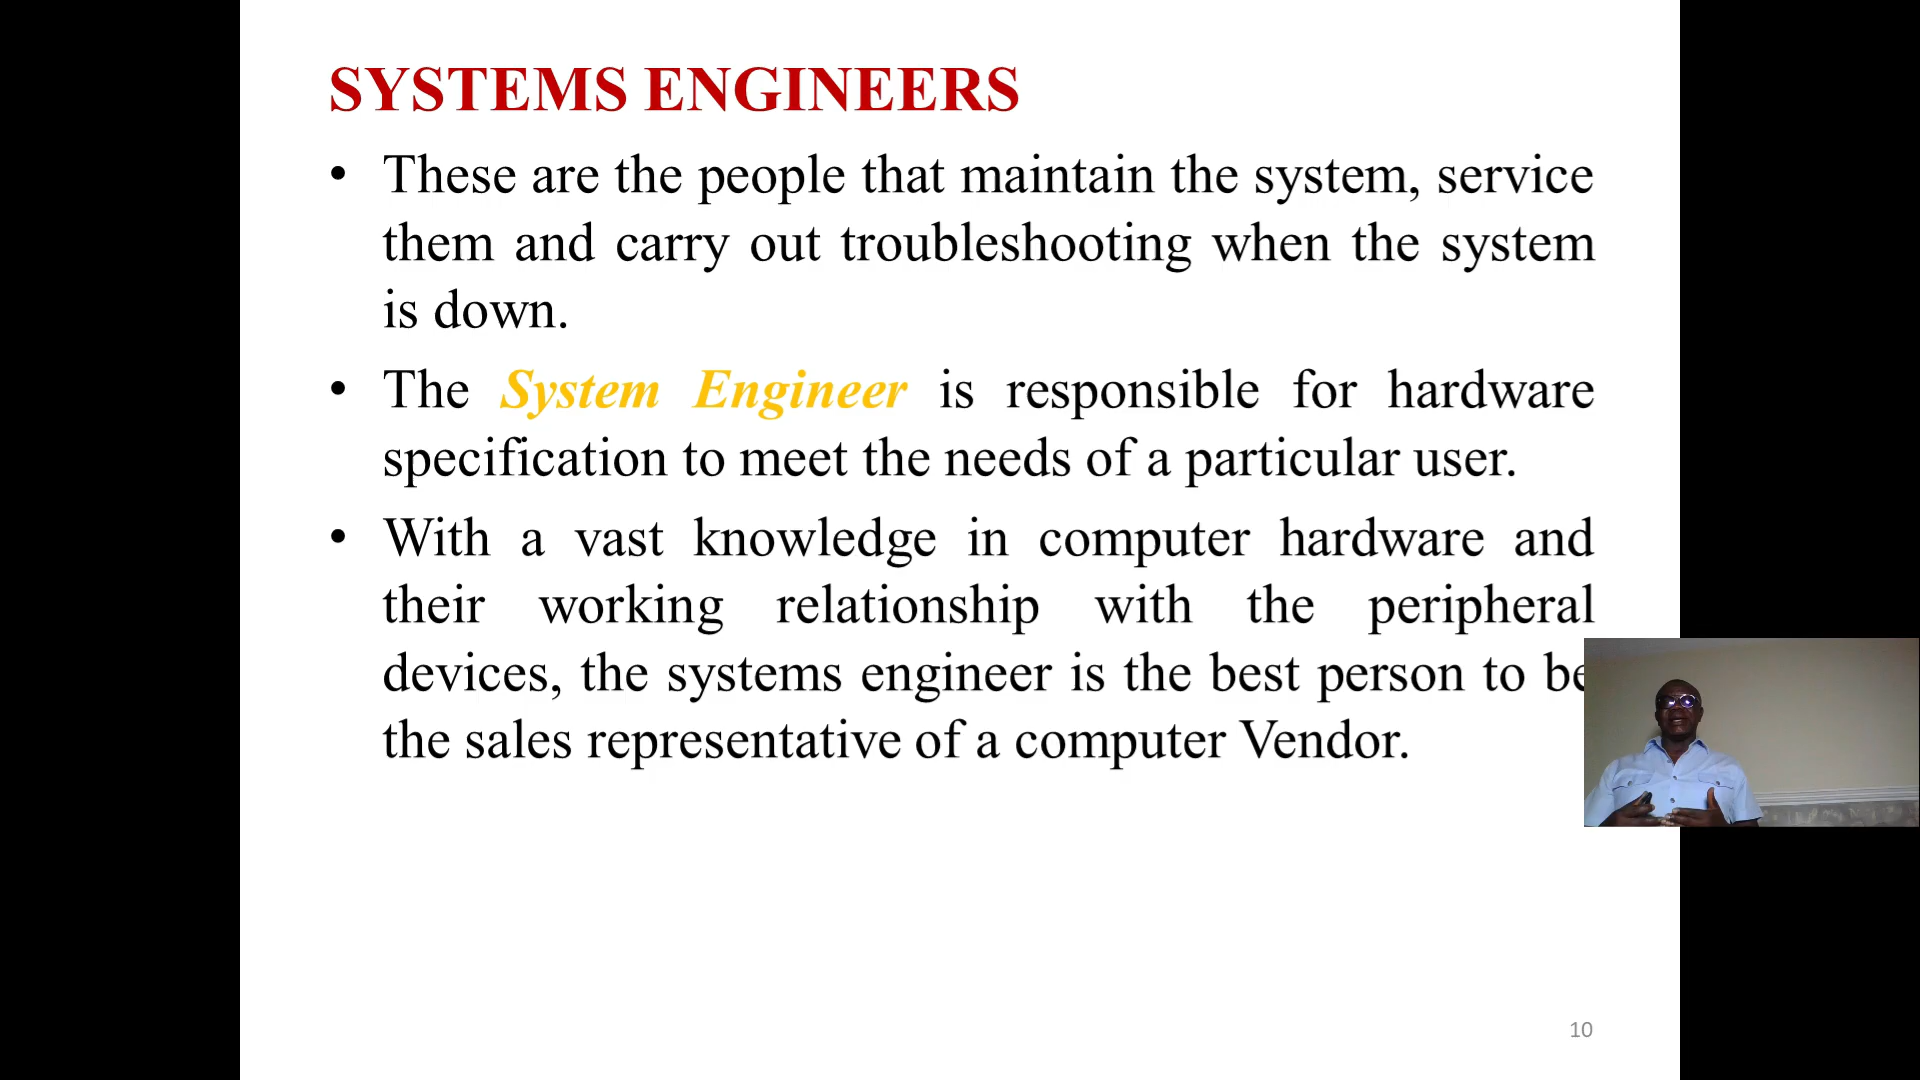 SYSTEMS ENGINEERS
• These are the people that maintain the system, service
them and carry out troubleshooting when the system
is down.
• The System Engineer is responsible for hardware
specification to meet the needs of a particular user.
• With a vast knowledge in computer hardware and
their working relationship with the peripheral
devices, the systems engineer is the best person to be
the sales representative of a computer Vendor.
10